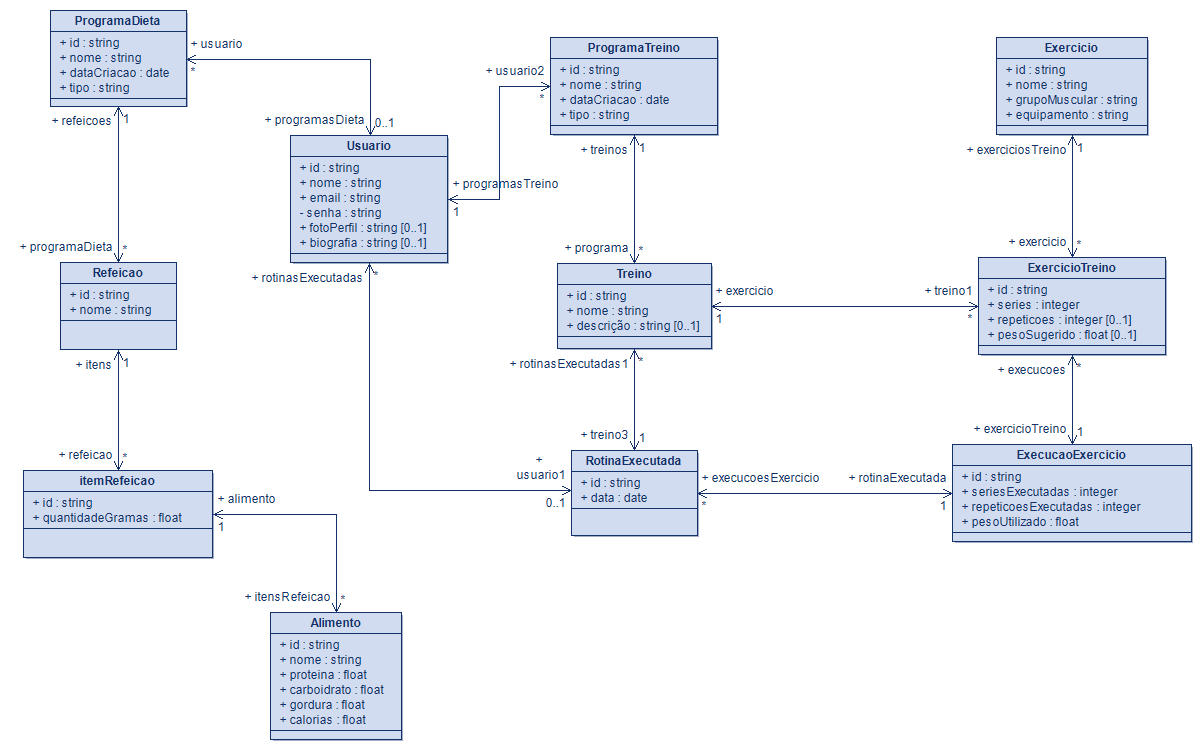 ProgramaDieta
+ id : string
+ nome : string
+ dataCriacao : date
+ tipo : string
+ usuario
*
+ refeicoes
1
+ programasDieta
0..1
Usuario
+ id : string
+ nome : string
+ email : string
- senha : string
+ fotoPerfil : string [0..1]
+ biografia : string [0..1]
+ usuario2
*
ProgramaTreino
+ id : string
+ nome : string
+ dataCriacao : date
+ tipo : string
+ programasTreino
1
+ treinos
1
Exercicio
+ id : string
+ nome : string
+ grupoMuscular : string
+ equipamento : string
+ exerciciosTreino
1
+ programaDieta
*
Refeicao
+ id : string
+ nome : string
+ itens
1
+ rotinasExecutadas
*
+ programa
*
Treino
+ id : string
+ nome : string
+ descrição : string [0..1]
+ exercicio
1
+ treino1
*
+ exercicio
*
ExercicioTreino
+ id : string
+ series : integer
+ repeticoes : integer [0..1]
+ pesoSugerido : float [0..1]
+ rotinasExecutadas1
*
+ execucoes
*
+ refeicao
*
itemRefeicao
+ id : string
+ quantidadeGramas : float
+ alimento
1
+ treino3
1
+
usuario1
0..1
RotinaExecutada
+ id : string
+ data : date
+ execucoesExercicio
*
+ rotinaExecutada
1
+ exercicioTreino
1
ExecucaoExercicio
+ id : string
+ seriesExecutadas : integer
+ repeticoesExecutadas : integer
+ pesoUtilizado : float
+ itensRefeicao
*
Alimento
+ id : string
+ nome : string
+ proteina : float
+ carboidrato : float
+ gordura : float
+ calorias : float